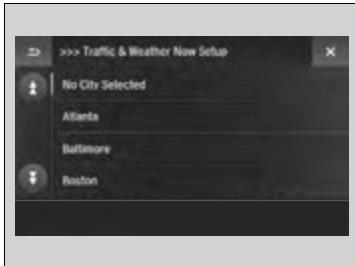 >>> Traffic & Weather Now Setup
No City Selected
Atlanta
Baltimore
Boston